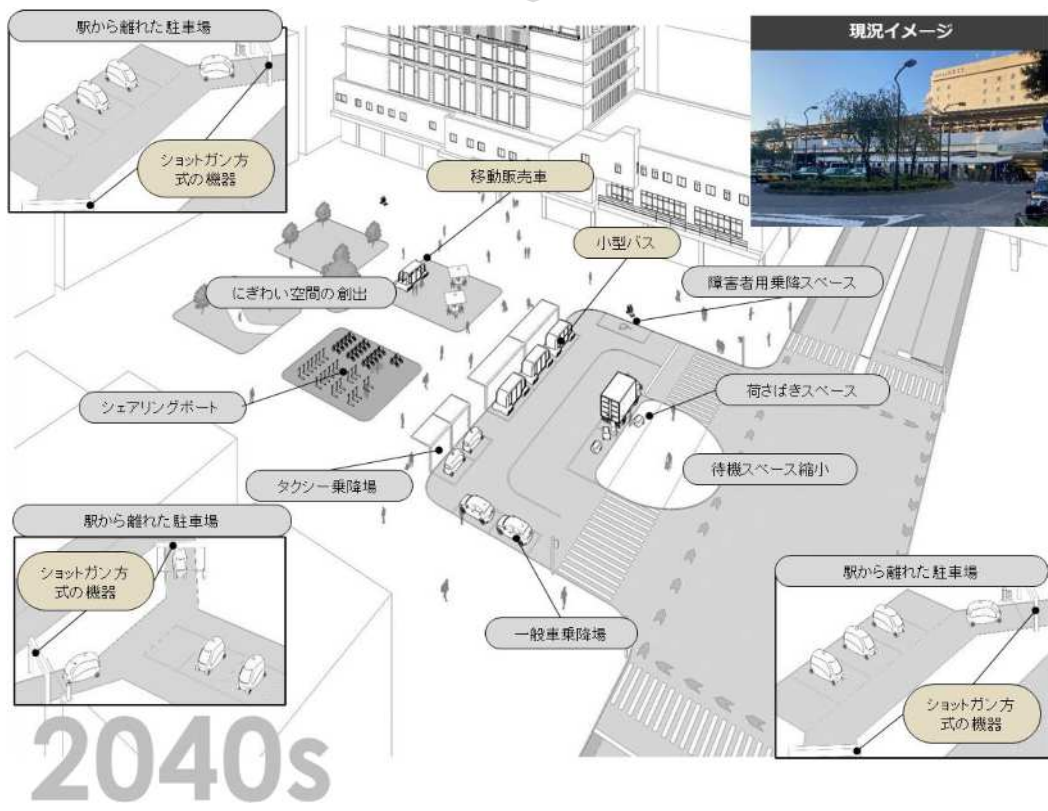 駅から離れた駐車場
現況イメージ
ショットガン方
式の機器
移動販売車
小型バス
障害者用乗降スペース
にぎわい空間の創出
荷さばきスペース
シェアリングポート
待機スペース縮小
タクシー乗降場
駅から離れた駐車場
ショットガン方
式の機器
駅から離れた駐車場
一般車乗降場
ショットガン方
式の機器
2040s